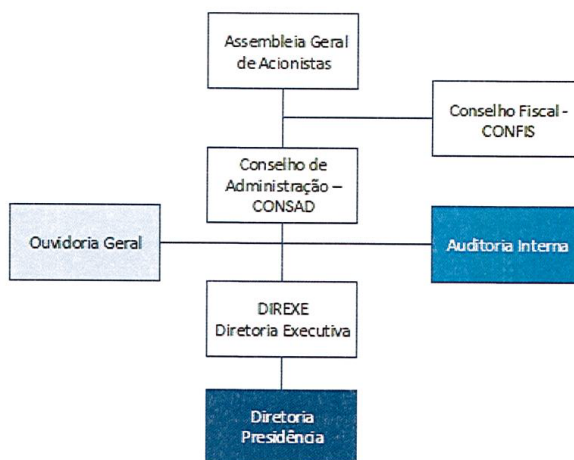 Assembleia Geral
de Acionistas
Conselho Fiscal -
CONFIS
Conselho de
Administração –
CONSAD
Ouvidoria Geral
Auditoria Interna
DIREXE
Diretoria Executiva
Diretoria
Presidência